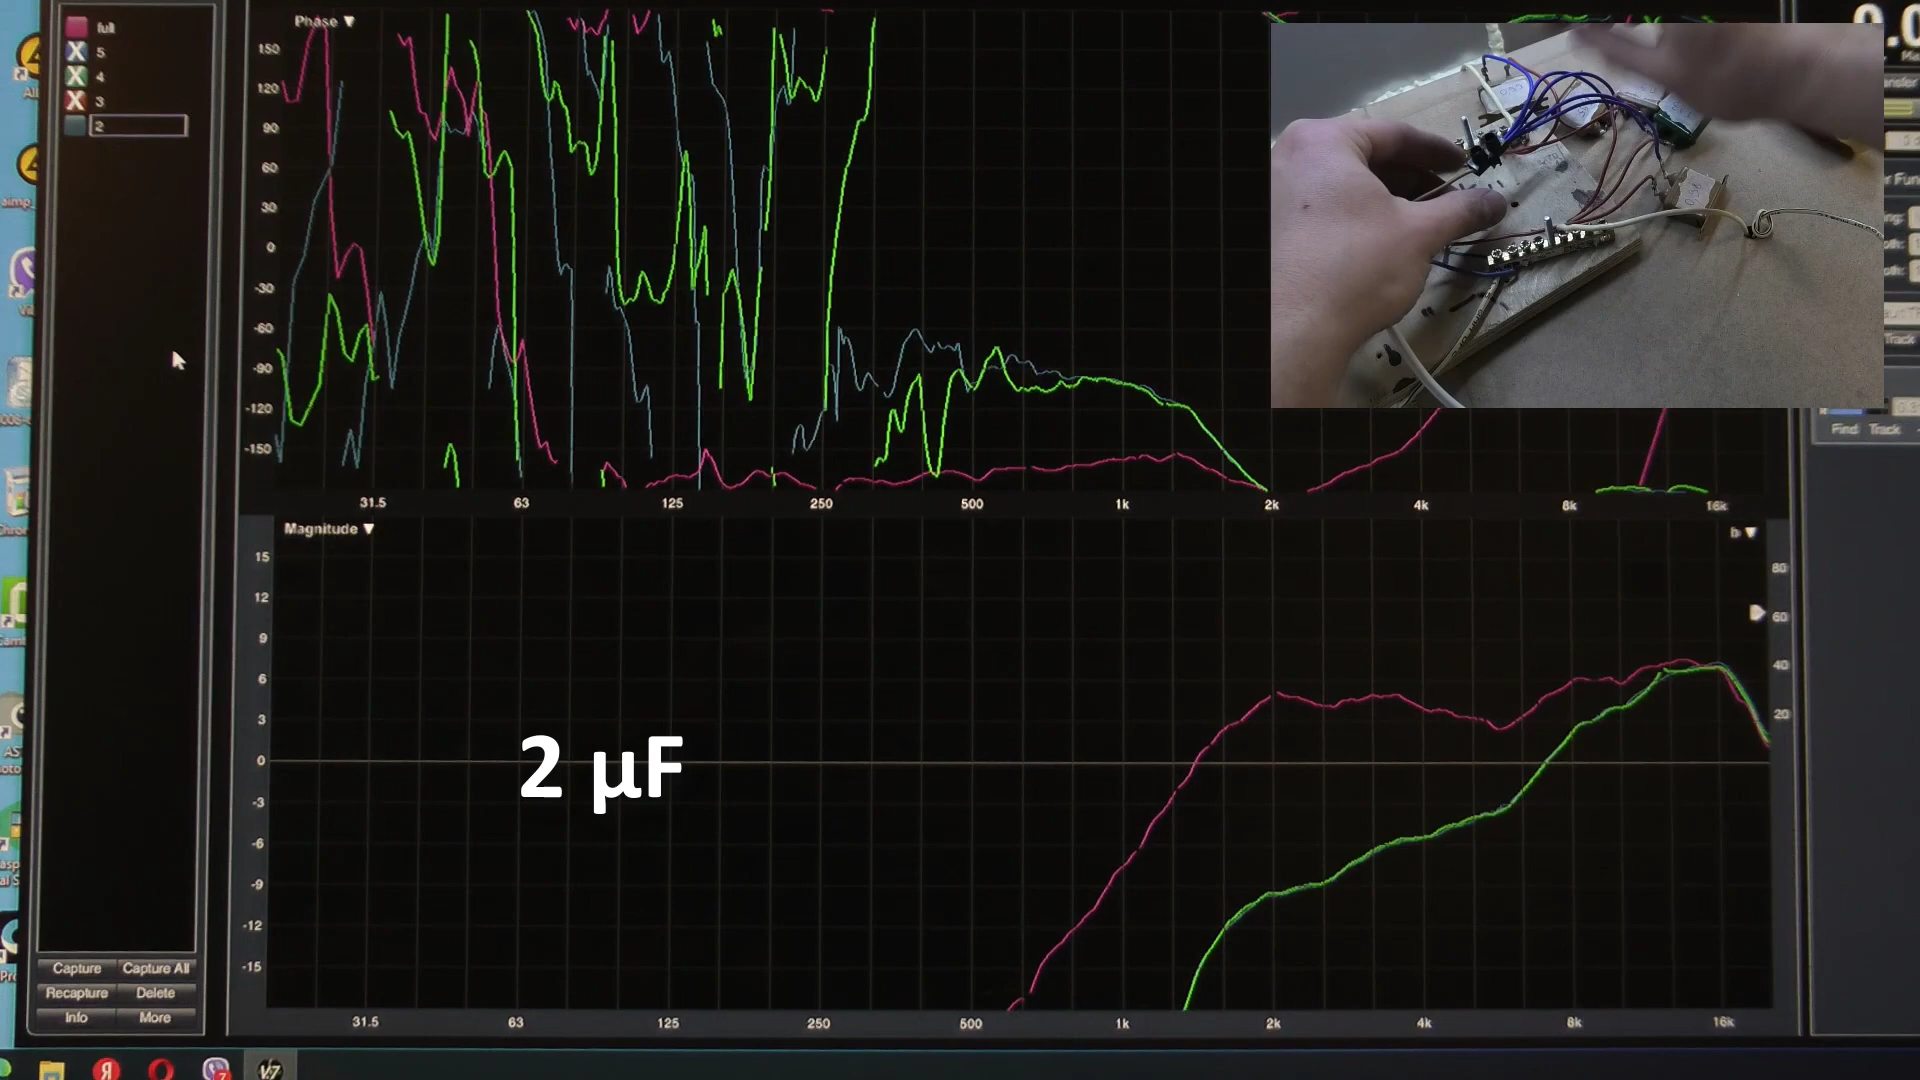 full
5
4
3
2
Capture
Capture All
Recapture
Delete
Info
More
Phase ▼
150
120
90
60
30
0
-30
-60
-90
-120
-150
31.5 63 125 250 500 1k 2k 4k 8k 16k
Magnitude ▼
b ▼
15
12
9
6
3
0
-3
-6
-9
-12
-15
80
60
40
20
31.5 63 125 250 500 1k 2k 4k 8k 16k
2 µF
Find Track